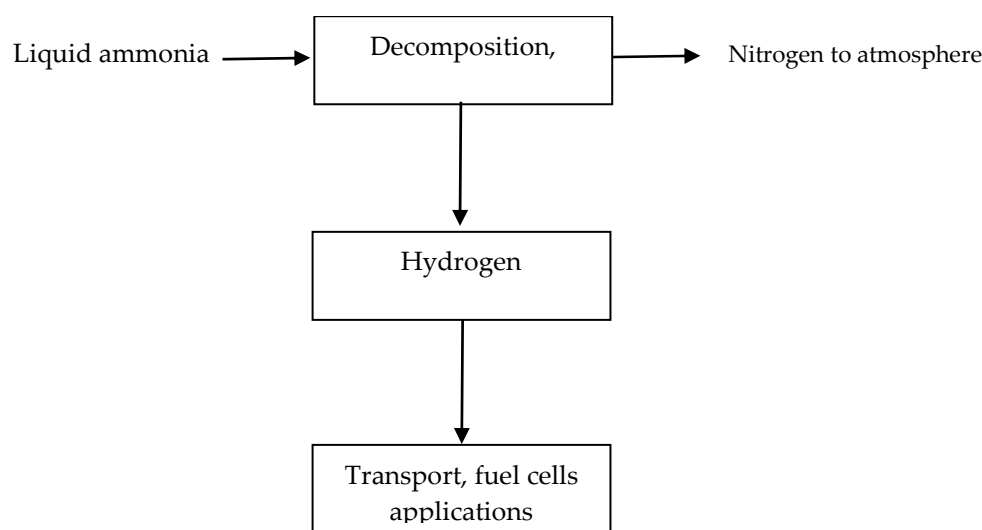 Liquid ammonia
Decomposition,
Nitrogen to atmosphere
Hydrogen
Transport, fuel cells
applications